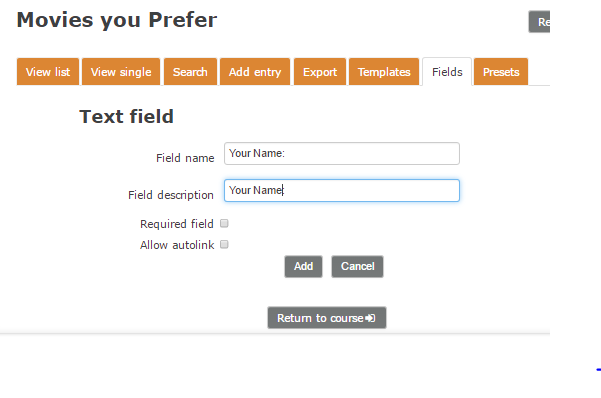 Movies you Prefer
Re
View list View single Search Add entry Export Templates Fields Presets
Text field
Field name Your Name:
Field description Your Name
Required field
Allow autolink
Add Cancel
Return to course